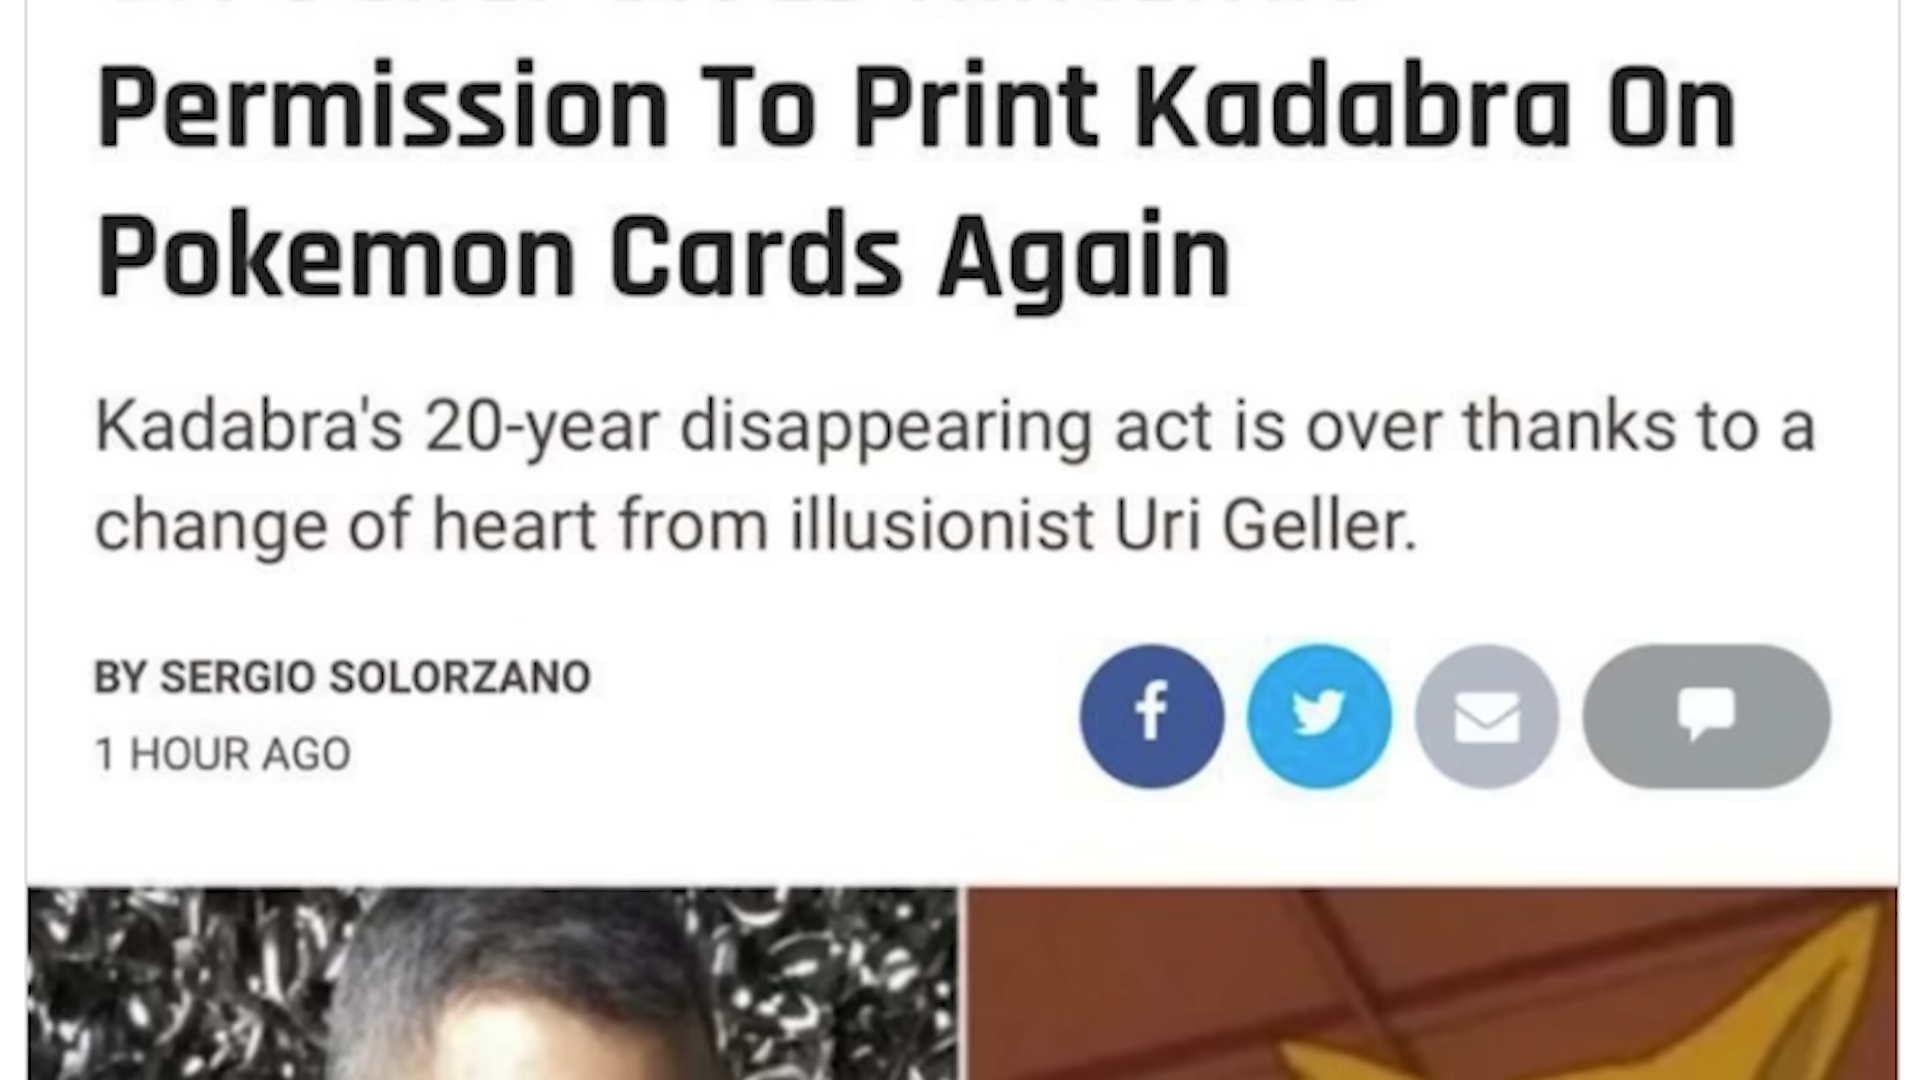 Permission To Print Kadabra On
Pokemon Cards Again
Kadabra's 20-year disappearing act is over thanks to a
change of heart from illusionist Uri Geller.
BY SERGIO SOLORZANO
1 HOUR AGO